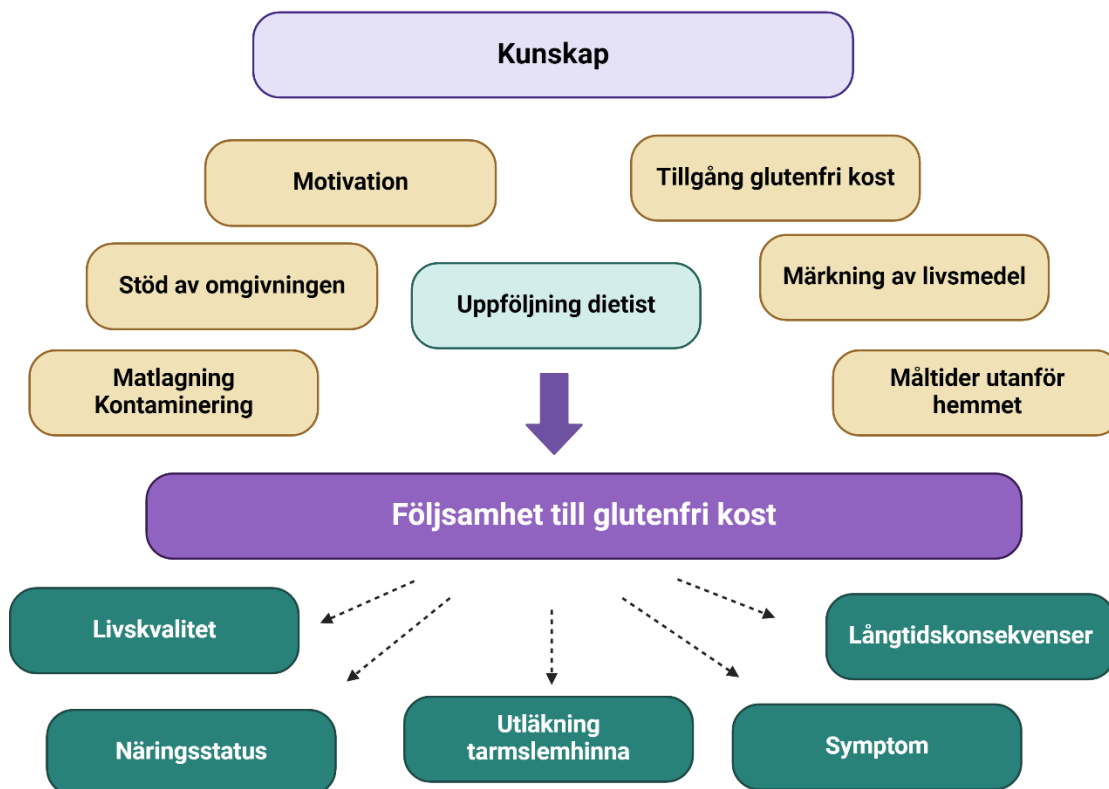 Kunskap
Motivation
Tillgång glutenfri kost
Stöd av omgivningen
Uppföljning dietist
Märkning av livsmedel
Matlagning
Kontaminering
Måltider utanför
hemmet
Följsamhet till glutenfri kost
Livskvalitet
Långtidskonsekvenser
Näringsstatus
Utläkning
tarmslemhinna
Symptom